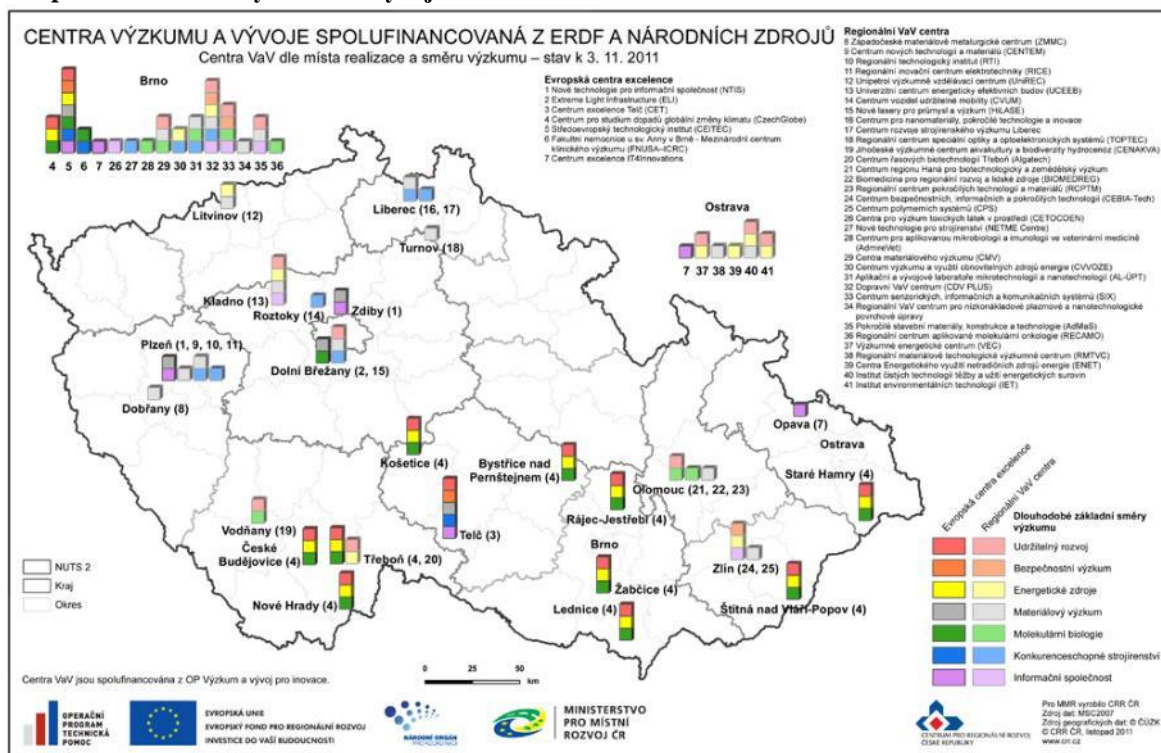 CENTRA VÝZKUMU A VÝVOJE SPOLUFINANCOVANÁ Z ERDF A NÁRODNÍCH ZDROJŮ
Centra VaV dle místa realizace a směru výzkumu – stav k 3. 11. 2011
Evropská centra excelence
1 Nové technologie pro informační společnost (NTIS)
2 Extreme Light Infrastructure (ELI)
3 Centrum excelence Telč (CET)
4 Centrum pro studium dopadů globální změny klimatu (CzechGlobe)
5 Středoevropský technologický institut (CEITEC)
6 Fakultní nemocnice u sv. Anny v Brně - Mezinárodní centrum
klinického výzkumu (FNUSA-ICRC)
7 Centrum excelence IT4Innovations
Regionální VaV centra
8 Západočeské materiálové metalurgické centrum (ZMMC)
9 Centrum nových technologií a materiálů (CENTEM)
10 Regionální technologický institut (RTI)
11 Regionální inovační centrum elektrotechniky (RICE)
12 Unipetrol výzkumně vzdělávací centrum (UniREC)
13 Univerzitní centrum energeticky efektivních budov (UCEEB)
14 Centrum vozidel udržitelné mobility (CVUM)
15 Nové lasery pro průmysl a výzkum (HiLASE)
16 Centrum pro nanomateriály, pokročilé technologie a inovace
17 Centrum rozvoje strojírenského výzkumu Liberec
18 Regionální centrum speciální optiky a optoelektronických systémů (TOPTEC)
19 Jihočeské výzkumné centrum akvakultury a biodiverzity hydrocenóz (CENAKVA)
20 Centrum řasových biotechnologií Třeboň (Algatech)
21 Centrum regionu Haná pro biotechnologický a zemědělský výzkum
22 Biomedicina pro regionální rozvoj a lidské zdroje (BIOMEDREG)
23 Regionální centrum pokročilých technologií a materiálů (RCPTM)
24 Centrum bezpečnostních, informačních a pokročilých technologií (CEBIA-Tech)
25 Centrum polymerních systémů (CPS)
26 Centra pro výzkum toxických látek v prostředí (CETOCOEN)
27 Nové technologie pro strojírenství (NETME Centre)
28 Centrum pro aplikovanou mikrobiologii a imunologii ve veterinární medicíně
(AdmireVet)
29 Centra materiálového výzkumu (CMV)
30 Centrum výzkumu a využití obnovitelných zdrojů energie (CVVOZE)
31 Aplikační a vývojové laboratoře mikrotechnologií a nanotechnologií (AL-ÚPT)
32 Dopravní VaV centrum (CDV PLUS)
33 Centrum senzorických, informačních a komunikačních systémů (SIX)
34 Regionální VaV centrum pro nízkonákladové plazmové a nanotechnologické
povrchové úpravy
35 Pokročilé stavební materiály, konstrukce a technologie (AdMaS)
36 Regionální centrum aplikované molekulární onkologie (RECAMO)
37 Výzkumné energetické centrum (VEC)
38 Regionální materiálově technologické výzkumné centrum (RMTVC)
39 Centra Energetického využití netradičních zdrojů energie (ENET)
40 Institut čistých technologií těžby a užití energetických surovin
41 Institut environmentálních technologií (IET)
Brno
4 5 6 7 26 27 28 29 30 31 32 33 34 35 36
Litvínov (12)
Liberec (16, 17)
Turnov (18)
Ostrava
7 37 38 39 40 41
Kladno (13)
Roztoky (14)
Zdiby (1)
Plzeň (1, 9, 10, 11)
Dolní Břežany (2, 15)
Dobřany (8)
Opava (7)
Ostrava
Košetice (4)
Bystřice nad
Pernštejnem (4)
Olomouc (21, 22, 23)
Staré Hamry (4)
Rájec-Jestřebí (4)
Vodňany (19)
Telč (3)
České
Budějovice (4)
Třeboň (4, 20)
Brno
Zlín (24, 25)
Nové Hrady (4)
Žabčice (4)
Lednice (4)
Štítná nad Vláří-Popov (4)
NUTS 2
Kraj
Okres
Evropská centra excelence
Regionální VaV centra
Dlouhodobé základní směry
výzkumu
Udržitelný rozvoj
Bezpečnostní výzkum
Energetické zdroje
Materiálový výzkum
Molekulární biologie
Konkurenceschopné strojírenství
Informační společnost
0 25 50
km
Centra VaV jsou spolufinancována z OP Výzkum a vývoj pro inovace.
OPERAČNÍ
PROGRAM
TECHNICKÁ
POMOC
EVROPSKÁ UNIE
EVROPSKÝ FOND PRO REGIONÁLNÍ ROZVOJ
INVESTICE DO VAŠÍ BUDOUCNOSTI
NÁRODNÍ ORGÁN
PRO KOORDINACI
MINISTERSTVO
PRO MÍSTNÍ
ROZVOJ ČR
CENTRUM PRO REGIONÁLNÍ ROZVOJ
ČESKÉ REPUBLIKY
Pro MMR vyrobilo CRR ČR
Zdroj dat: MSC2007
Zdroj geografických dat: © ČÚZK
© CRR ČR, listopad 2011
www.crr.cz